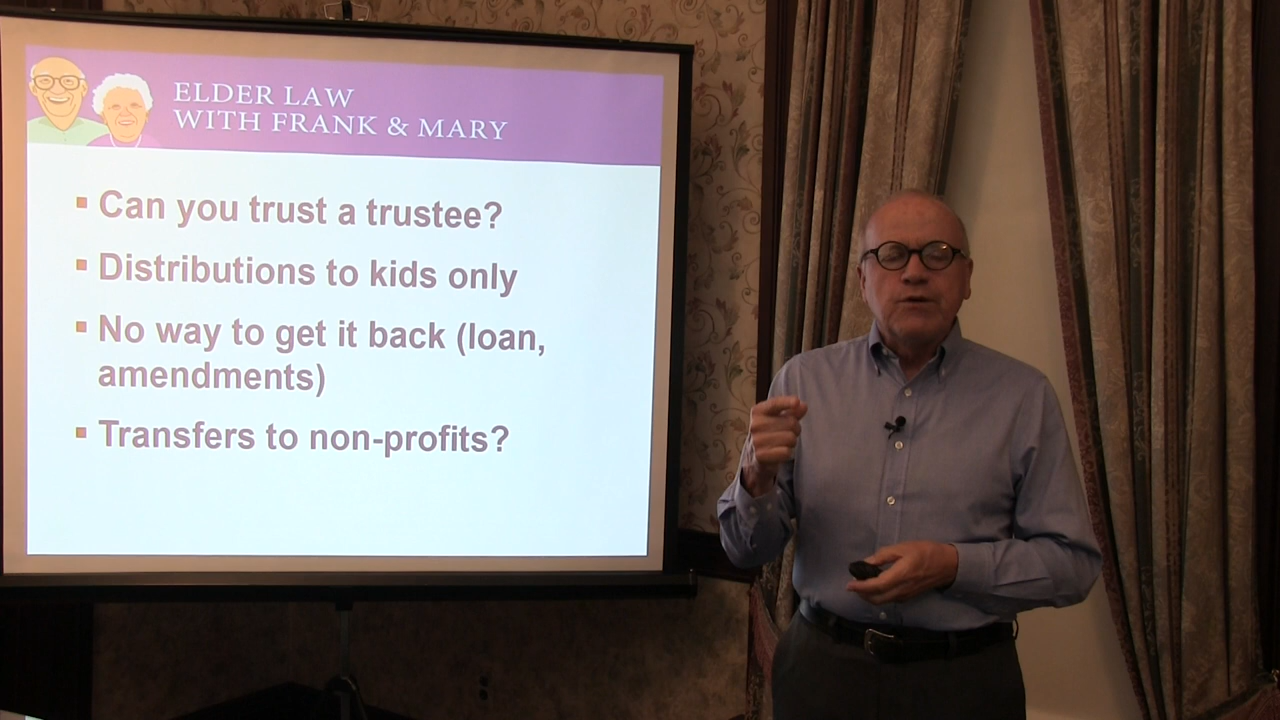 ELDER LAW
WITH FRANK & MARY
▪ Can you trust a trustee?
▪ Distributions to kids only
▪ No way to get it back (loan,
amendments)
▪ Transfers to non-profits?